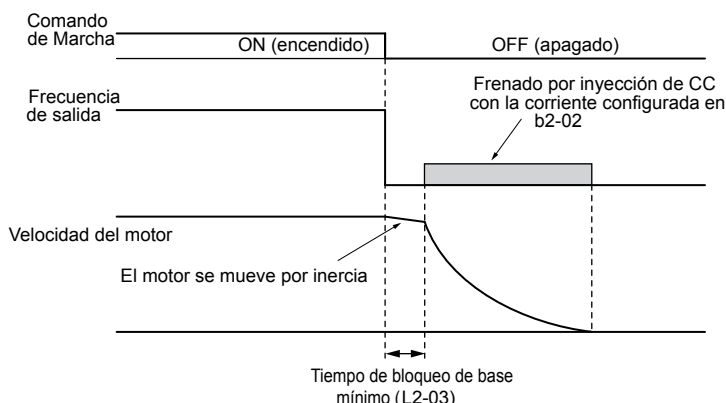 Comando
de Marcha
ON (encendido)
OFF (apagado)
Frenado por inyección de CC
con la corriente configurada en
b2-02
Frecuencia
de salida
Velocidad del motor
El motor se mueve por inercia
Tiempo de bloqueo de base
mínimo (L2-03)